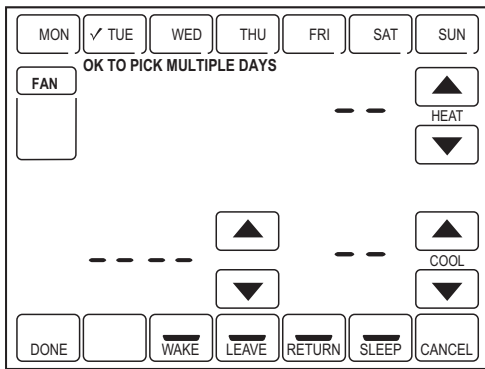 MON ✓ TUE WED THU FRI SAT SUN
OK TO PICK MULTIPLE DAYS
FAN
HEAT
COOL
DONE WAKE LEAVE RETURN SLEEP CANCEL